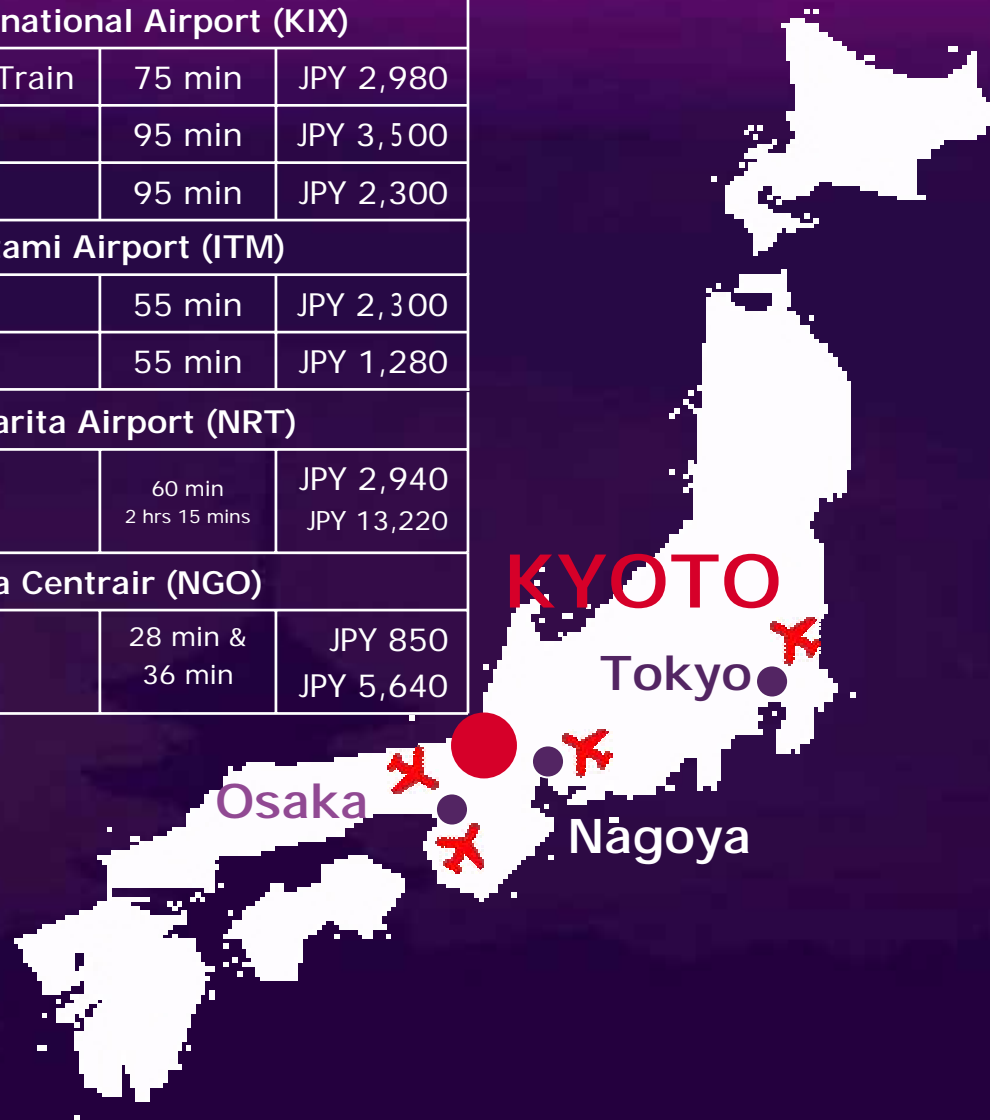 national Airport (KIX)
Train 75 min JPY 2,980
95 min JPY 3,500
95 min JPY 2,300
ami Airport (ITM)
55 min JPY 2,300
55 min JPY 1,280
arita Airport (NRT)
60 min JPY 2,940
2 hrs 15 mins JPY 13,220
a Centrair (NGO)
28 min & JPY 850
36 min JPY 5,640
KYOTO
Tokyo
Osaka
Nagoya